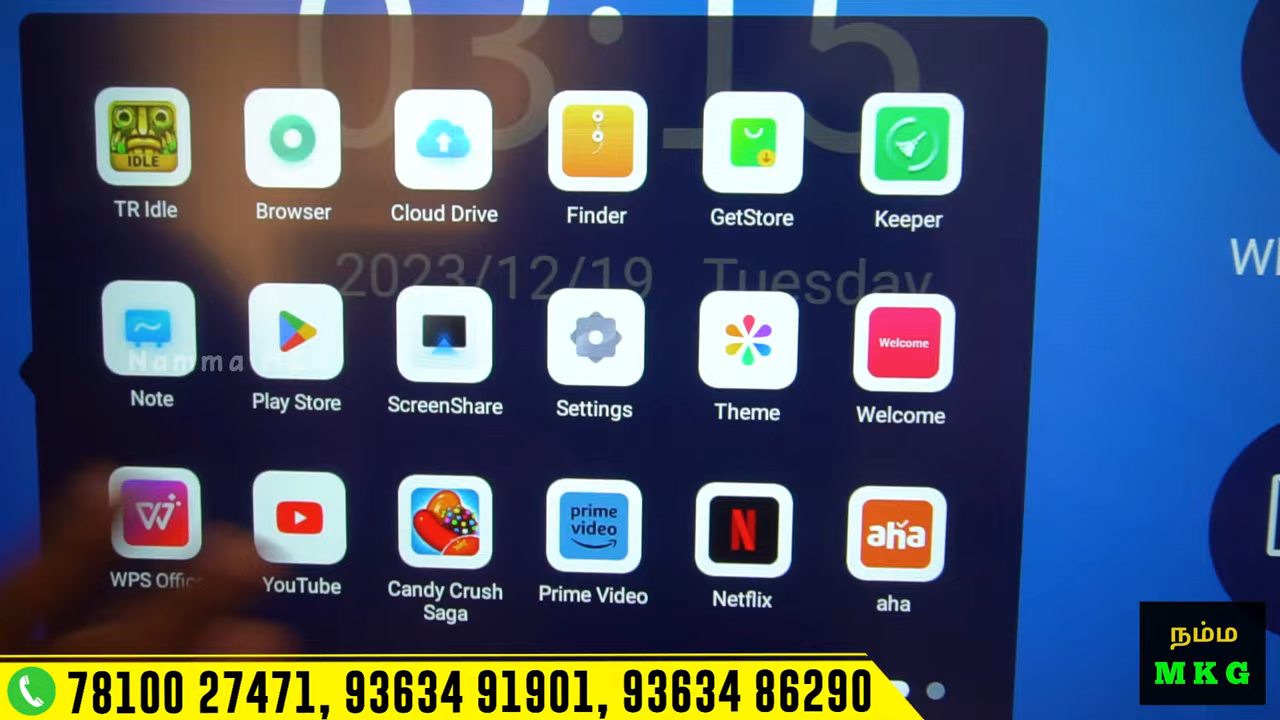 03:15
IDLE
TR Idle
Browser
Cloud Drive
Finder
GetStore
Keeper
2023/12/19 Tuesday
Namma
Welcome
Note
Play Store
ScreenShare
Settings
Theme
Welcome
prime
video
N
aha
WPS Offic
YouTube
Candy Crush
Saga
Prime Video
Netflix
aha
நம்ம
MKG
78100 27471, 93634 91901, 93634 86290